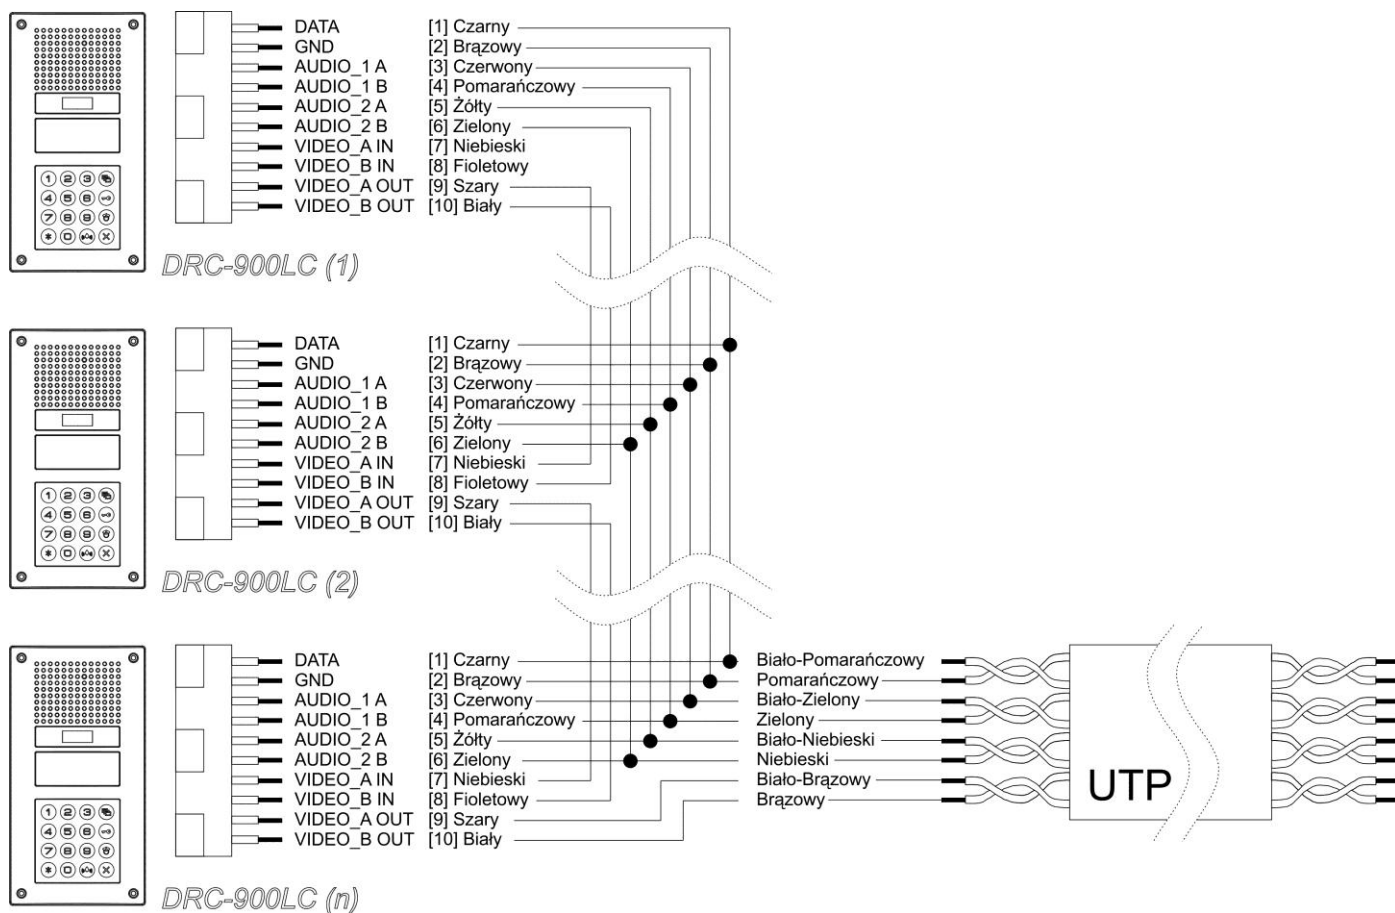 DATA [1] Czarny
GND [2] Brązowy
AUDIO_1 A [3] Czerwony
AUDIO_1 B [4] Pomarańczowy
AUDIO_2 A [5] Żółty
AUDIO_2 B [6] Zielony
VIDEO_A IN [7] Niebieski
VIDEO_B IN [8] Fioletowy
VIDEO_A OUT [9] Szary
VIDEO_B OUT [10] Biały
DRC-900LC (1)
DATA [1] Czarny
GND [2] Brązowy
AUDIO_1 A [3] Czerwony
AUDIO_1 B [4] Pomarańczowy
AUDIO_2 A [5] Żółty
AUDIO_2 B [6] Zielony
VIDEO_A IN [7] Niebieski
VIDEO_B IN [8] Fioletowy
VIDEO_A OUT [9] Szary
VIDEO_B OUT [10] Biały
DRC-900LC (2)
DATA [1] Czarny Biało-Pomarańczowy
GND [2] Brązowy Pomarańczowy
AUDIO_1 A [3] Czerwony Biało-Zielony
AUDIO_1 B [4] Pomarańczowy Zielony
AUDIO_2 A [5] Żółty Biało-Niebieski
AUDIO_2 B [6] Zielony Niebieski
VIDEO_A IN [7] Niebieski Biało-Brązowy
VIDEO_B IN [8] Fioletowy Brązowy
VIDEO_A OUT [9] Szary
VIDEO_B OUT [10] Biały
UTP
DRC-900LC (n)